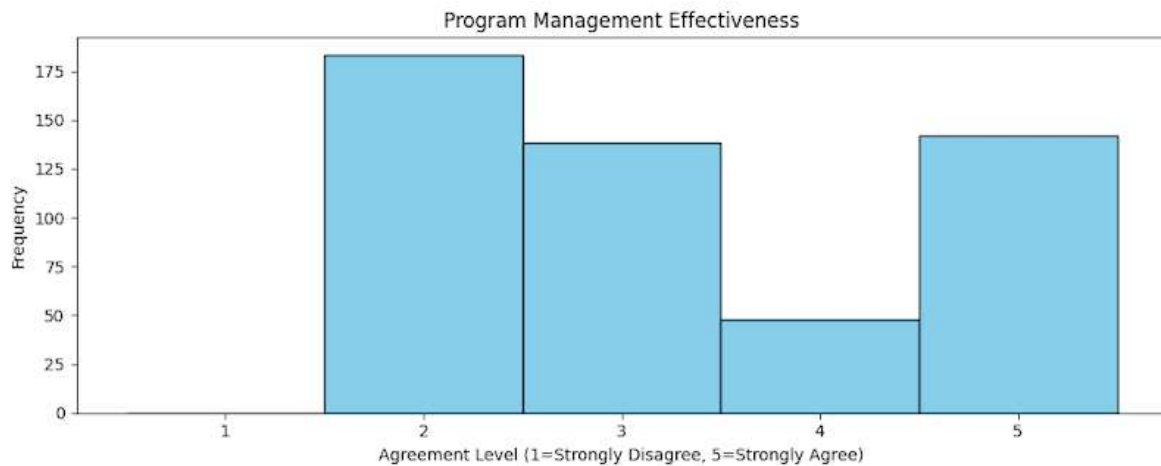 Program Management Effectiveness
175
150
125
100
75
50
25
0
Frequency
1 2 3 4 5
Agreement Level (1=Strongly Disagree, 5=Strongly Agree)